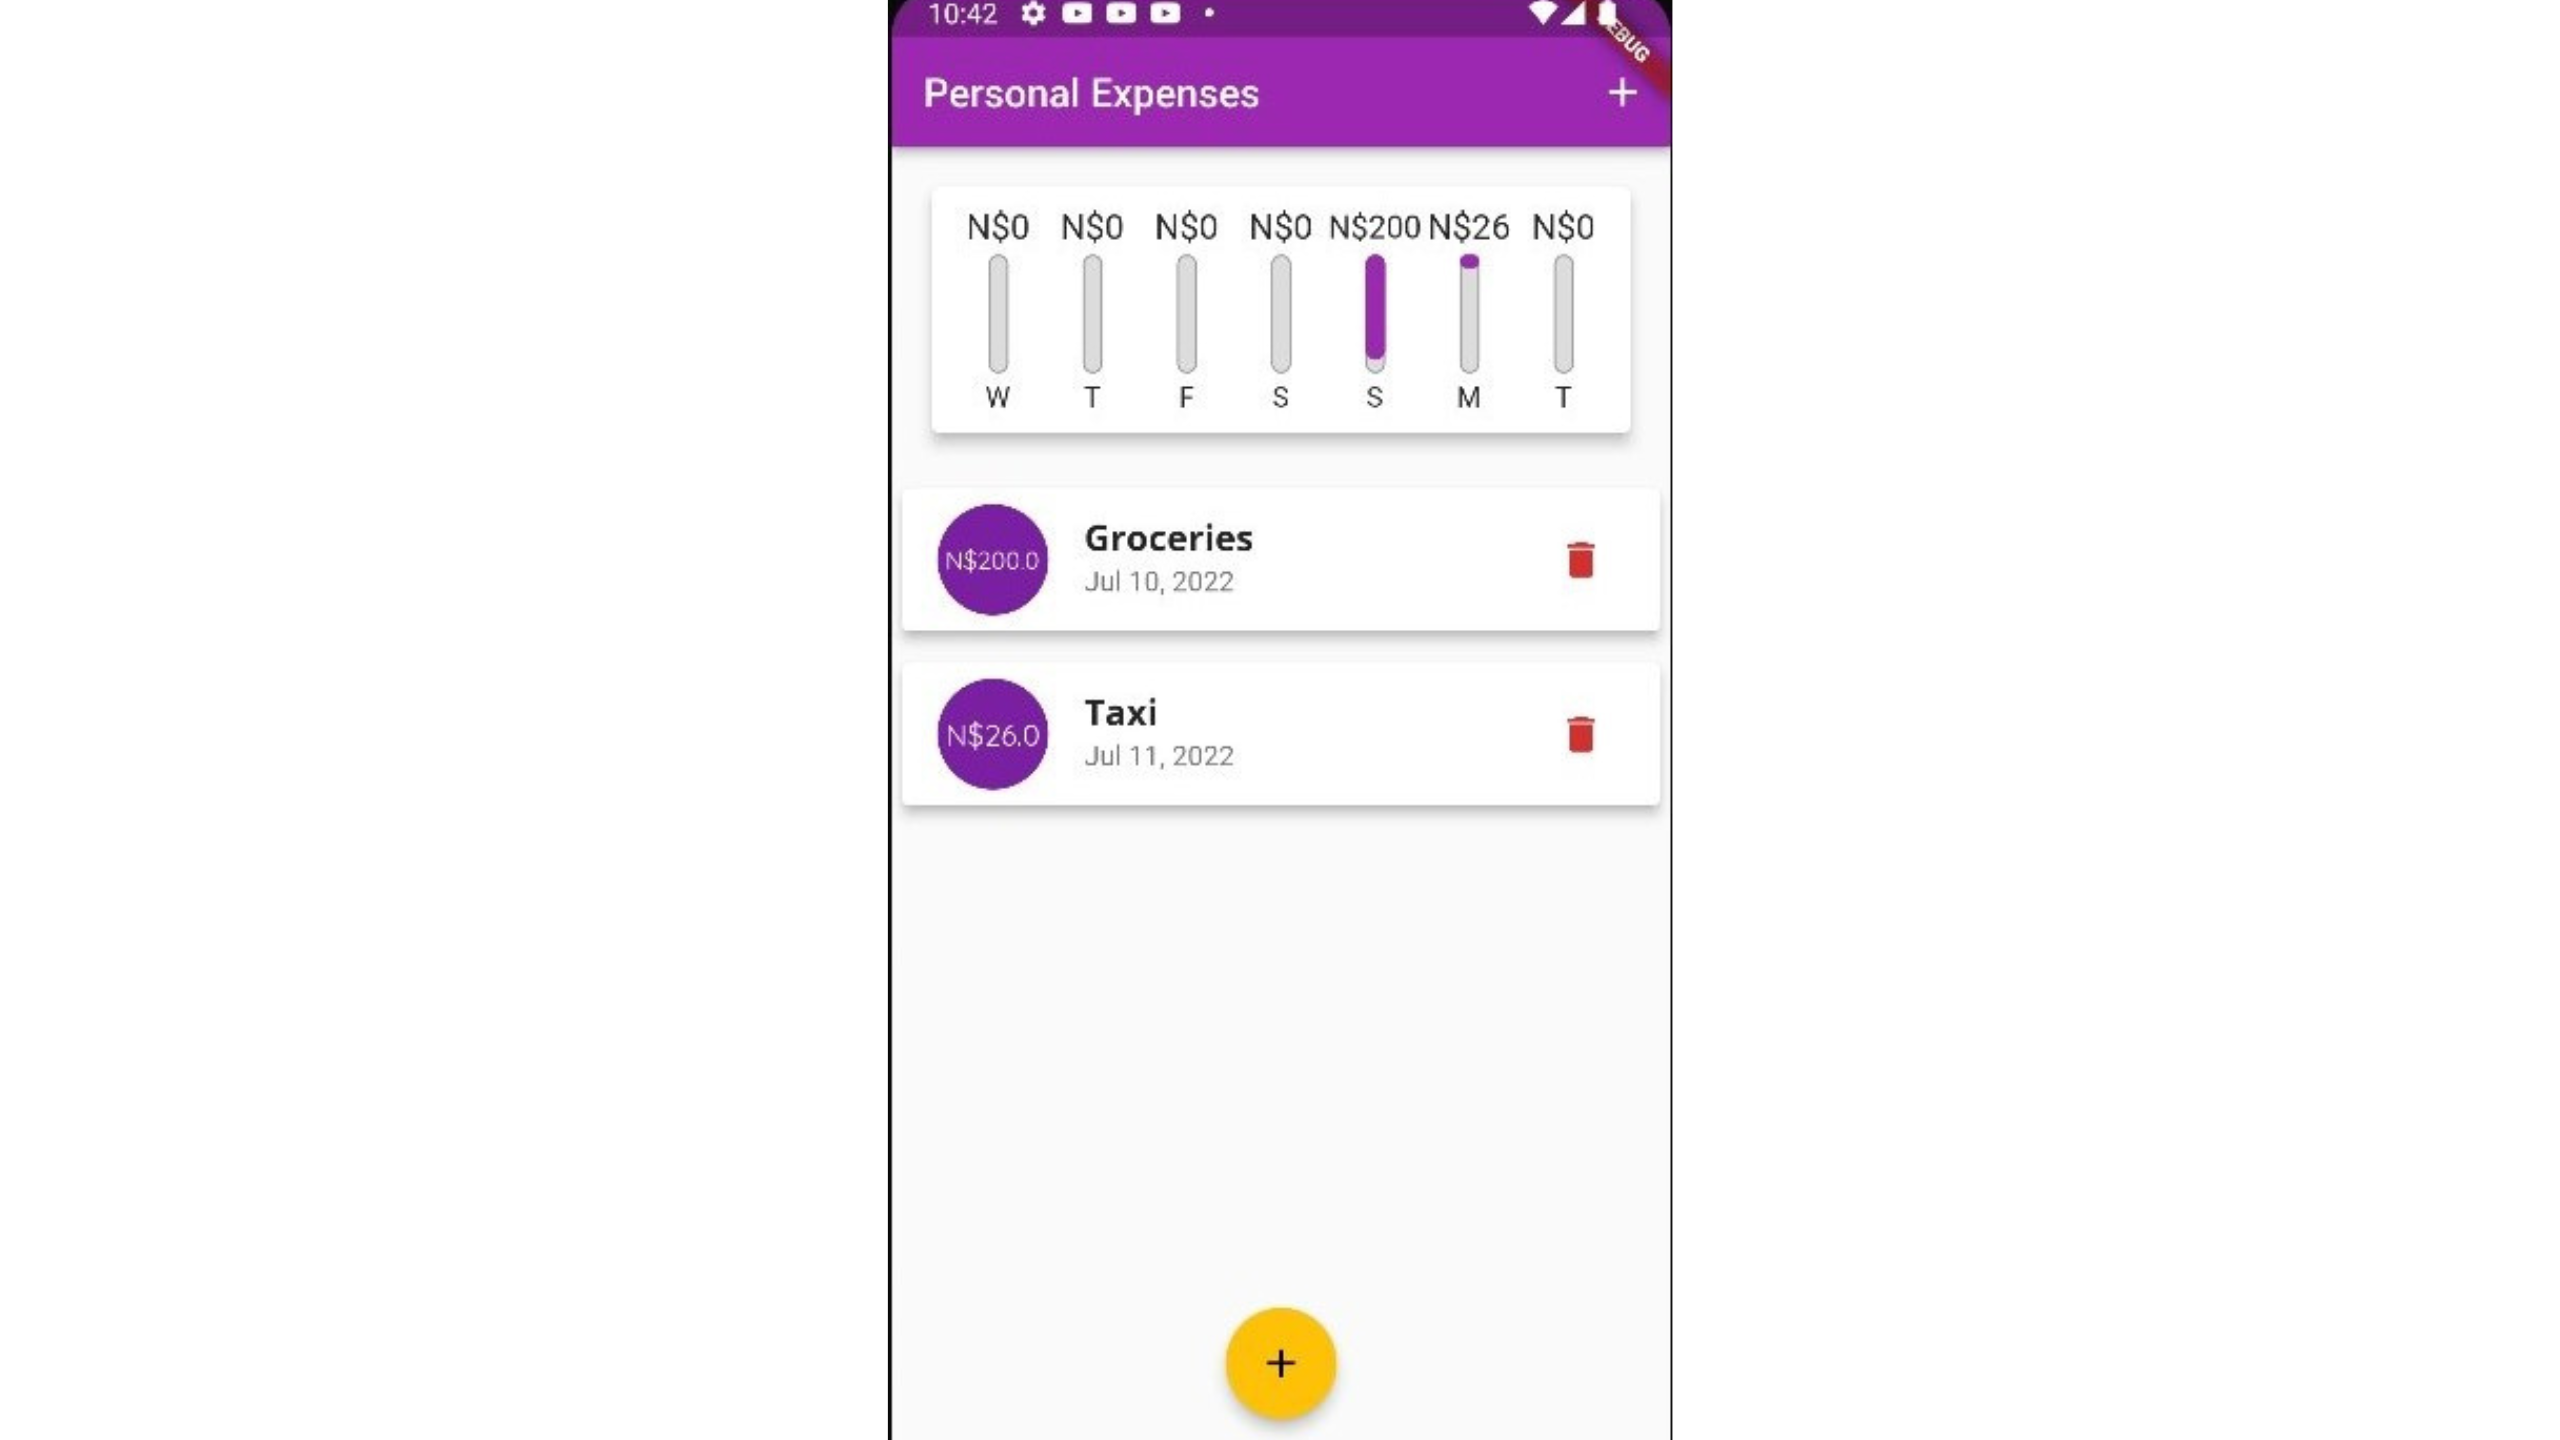 10:42
EBUG
Personal Expenses
N$0 N$0 N$0 N$0 N$200 N$26 N$0
W T F S S M T
N$200.0
Groceries
Jul 10, 2022
N$26.0
Taxi
Jul 11, 2022